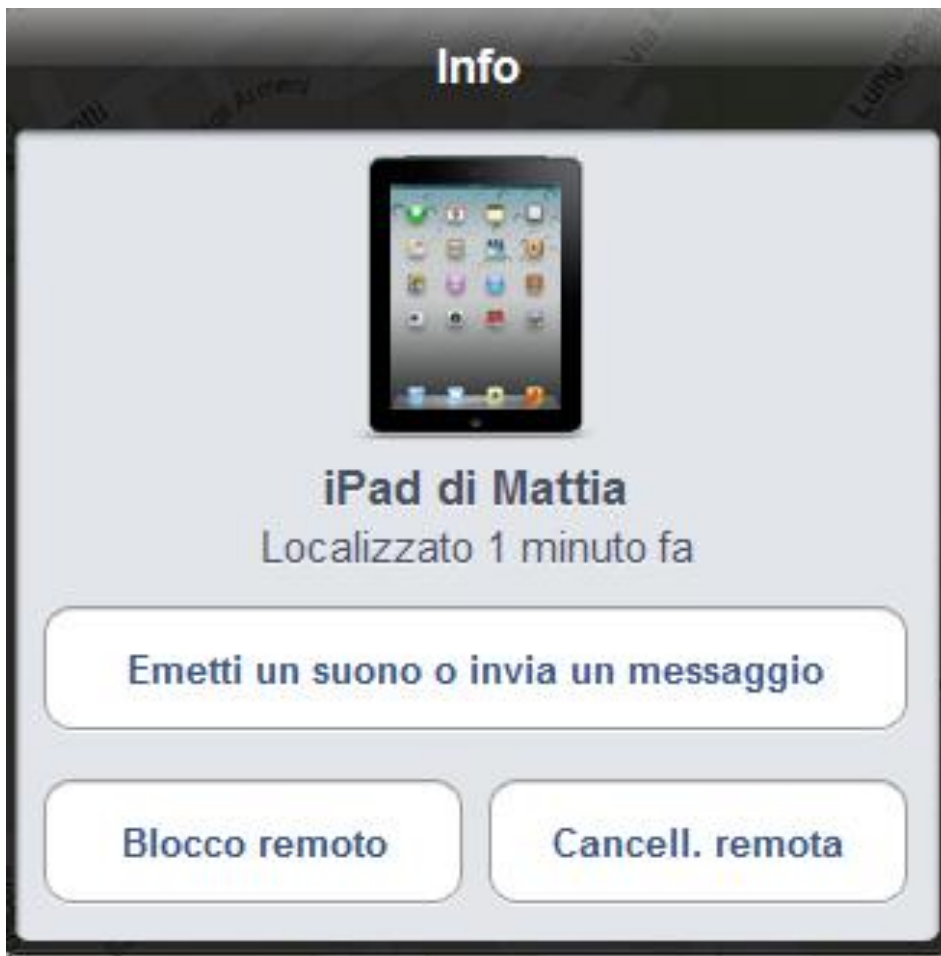 Info
iPad di Mattia
Localizzato 1 minuto fa
Emetti un suono o invia un messaggio
Blocco remoto
Cancell. remota